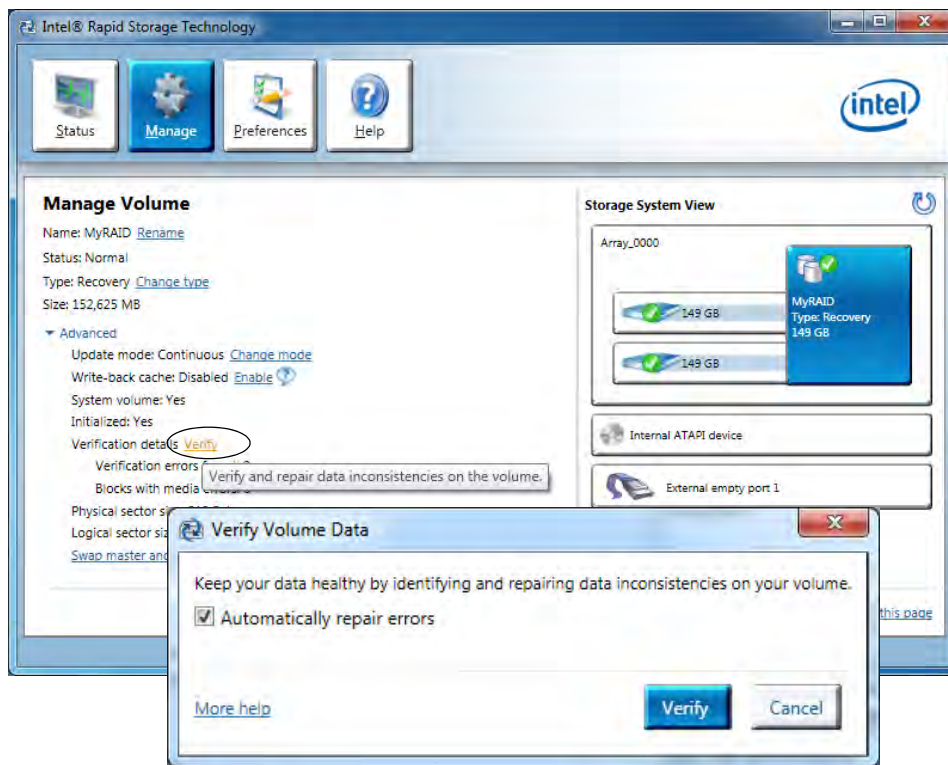 Intel® Rapid Storage Technology
Status
Manage
Preferences
Help
intel
Manage Volume
Name: MyRAID Rename
Status: Normal
Type: Recovery Change type
Size: 152,625 MB
Advanced
Update mode: Continuous Change mode
Write-back cache: Disabled Enable
System volume: Yes
Initialized: Yes
Verification details Verify
Verification errors
Verify and repair data inconsistencies on the volume.
Blocks with media
Physical sector
Logical sector
Swap master and
Storage System View
Array_0000
149 GB
149 GB
MyRAID
Type: Recovery
149 GB
Internal ATAPI device
External empty port 1
this page
Verify Volume Data
Keep your data healthy by identifying and repairing data inconsistencies on your volume.
Automatically repair errors
More help
Verify
Cancel